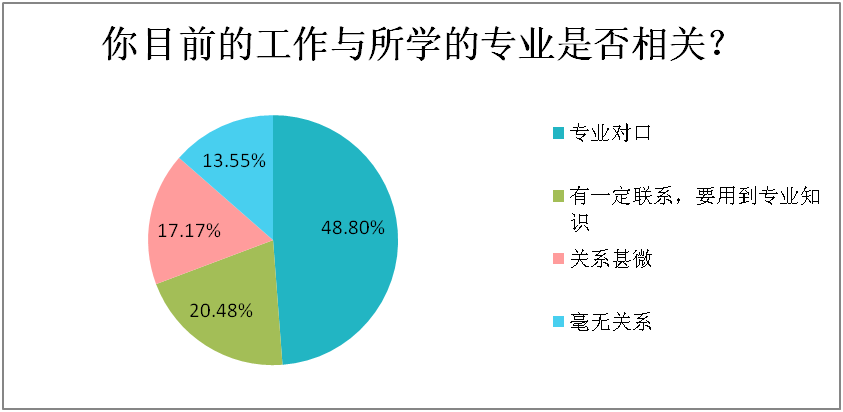 你目前的工作与所学的专业是否相关？
13.55%
48.80%
17.17%
20.48%
专业对口
有一定联系，要用到专业知
识
关系甚微
毫无关系